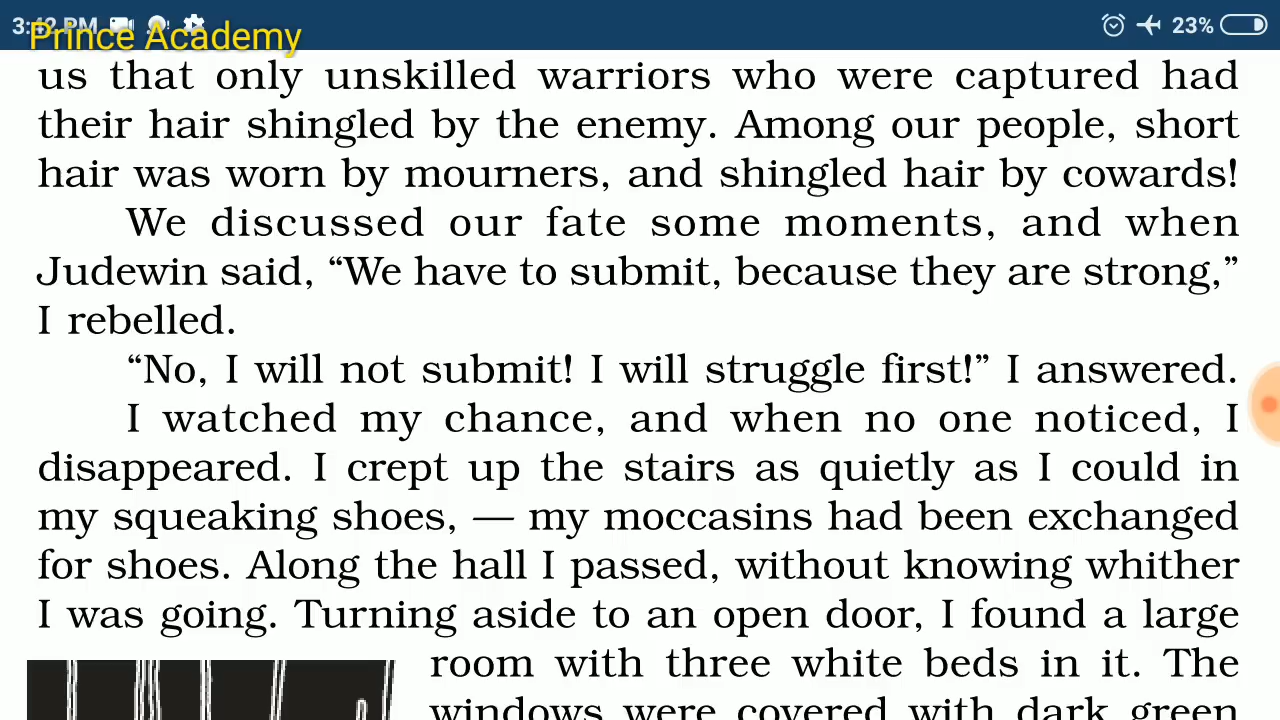 3:42 PM 23%
Prince Academy
us that only unskilled warriors who were captured had
their hair shingled by the enemy. Among our people, short
hair was worn by mourners, and shingled hair by cowards!
We discussed our fate some moments, and when
Judewin said, “We have to submit, because they are strong,”
I rebelled.
“No, I will not submit! I will struggle first!” I answered.
I watched my chance, and when no one noticed, I
disappeared. I crept up the stairs as quietly as I could in
my squeaking shoes, — my moccasins had been exchanged
for shoes. Along the hall I passed, without knowing whither
I was going. Turning aside to an open door, I found a large
room with three white beds in it. The
windows were covered with dark green